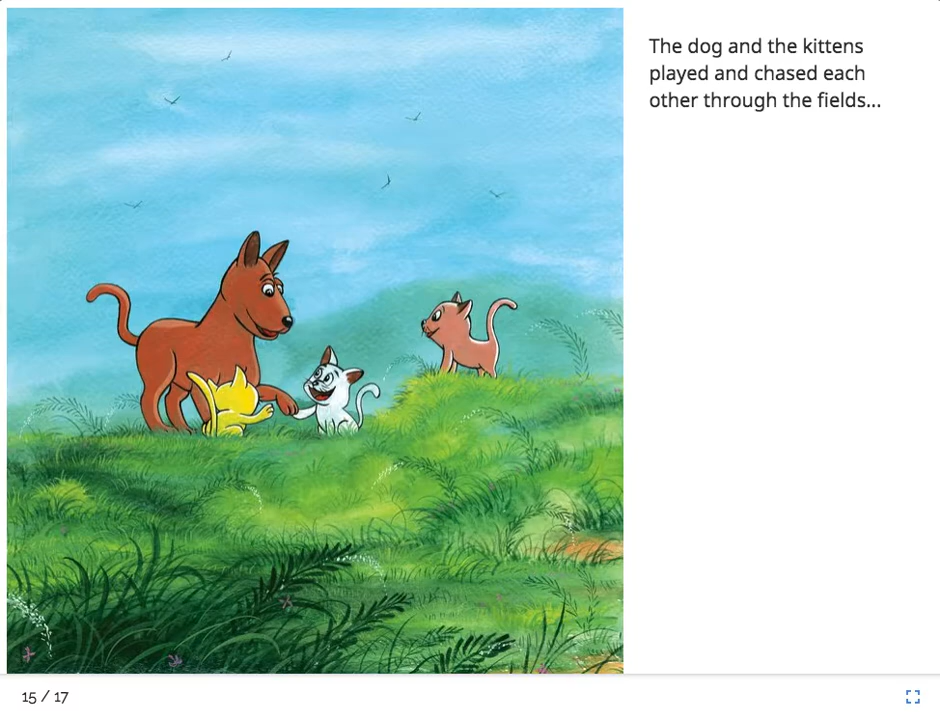 The dog and the kittens
played and chased each
other through the fields...
15 / 17